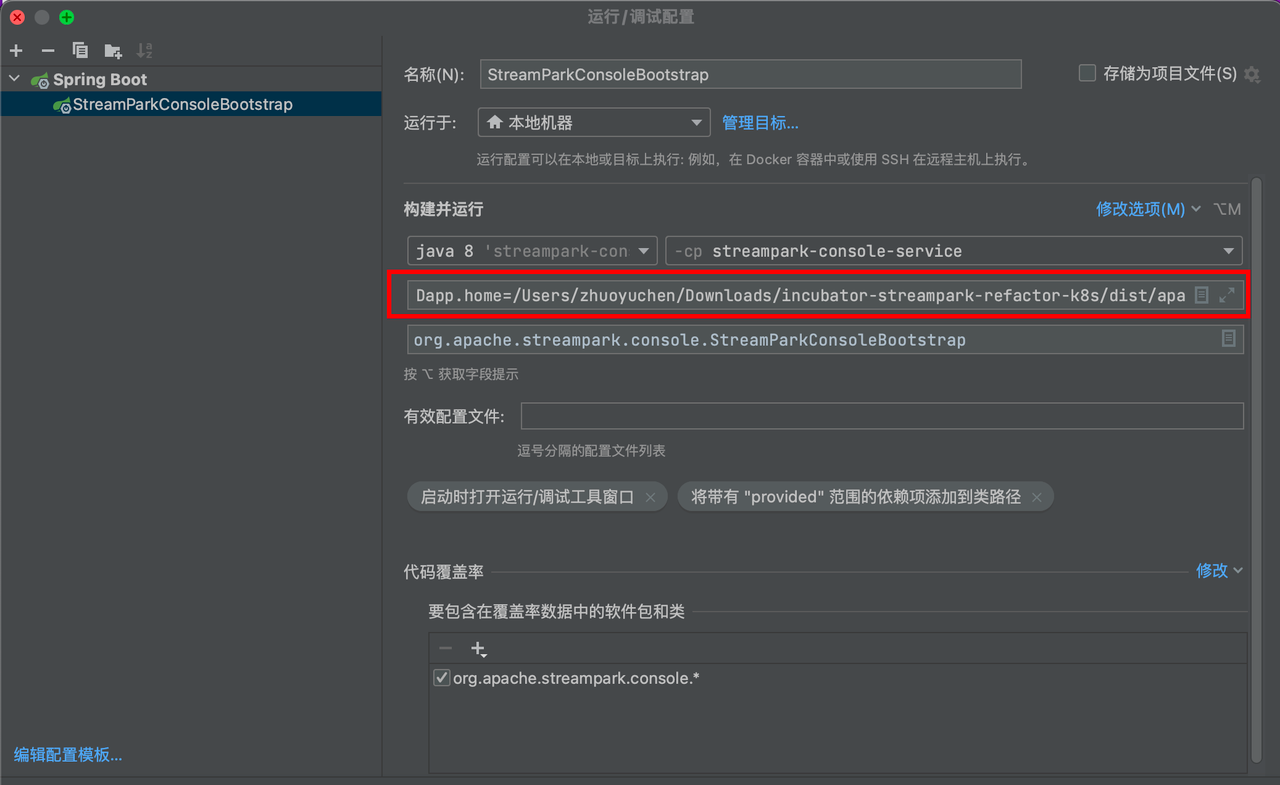 运行/调试配置
Spring Boot
StreamParkConsoleBootstrap
名称(N): StreamParkConsoleBootstrap 存储为项目文件(S)
运行于: 本地机器 管理目标...
运行配置可以在本地或目标上执行: 例如，在 Docker 容器中或使用 SSH 在远程主机上执行。
构建并运行 修改选项(M) ⌥M
java 8 'streampark-con -cp streampark-console-service
Dapp.home=/Users/zhuoyuchen/Downloads/incubator-streampark-refactor-k8s/dist/apa
org.apache.streampark.console.StreamParkConsoleBootstrap
按 ⌥ 获取字段提示
有效配置文件:
逗号分隔的配置文件列表
启动时打开运行/调试工具窗口 × 将带有 "provided" 范围的依赖项添加到类路径 ×
代码覆盖率 修改
要包含在覆盖率数据中的软件包和类
org.apache.streampark.console.*
编辑配置模板...